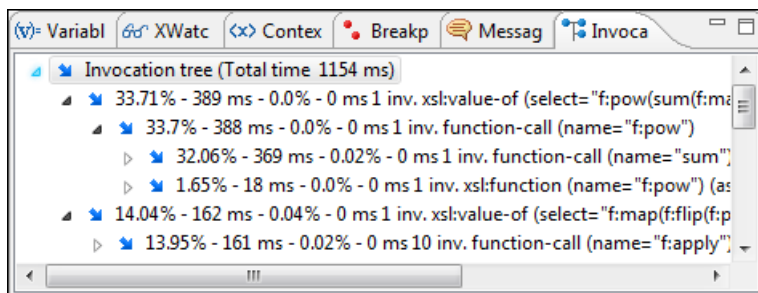 (v)= Variabl 6d XWatc <x> Contex Breakp Messag Invoca
Invocation tree (Total time 1154 ms)
33.71% - 389 ms - 0.0% - 0 ms 1 inv. xsl:value-of (select="f:pow(sum(f:ma
33.7% - 388 ms - 0.0% - 0 ms 1 inv. function-call (name="f:pow")
32.06% - 369 ms - 0.02% - 0 ms 1 inv. function-call (name="sum")
1.65% - 18 ms - 0.0% - 0 ms 1 inv. xsl:function (name="f:pow") (as
14.04% - 162 ms - 0.04% - 0 ms 1 inv. xsl:value-of (select="f:map(f:flip(f:p
13.95% - 161 ms - 0.02% - 0 ms 10 inv. function-call (name="f:apply")